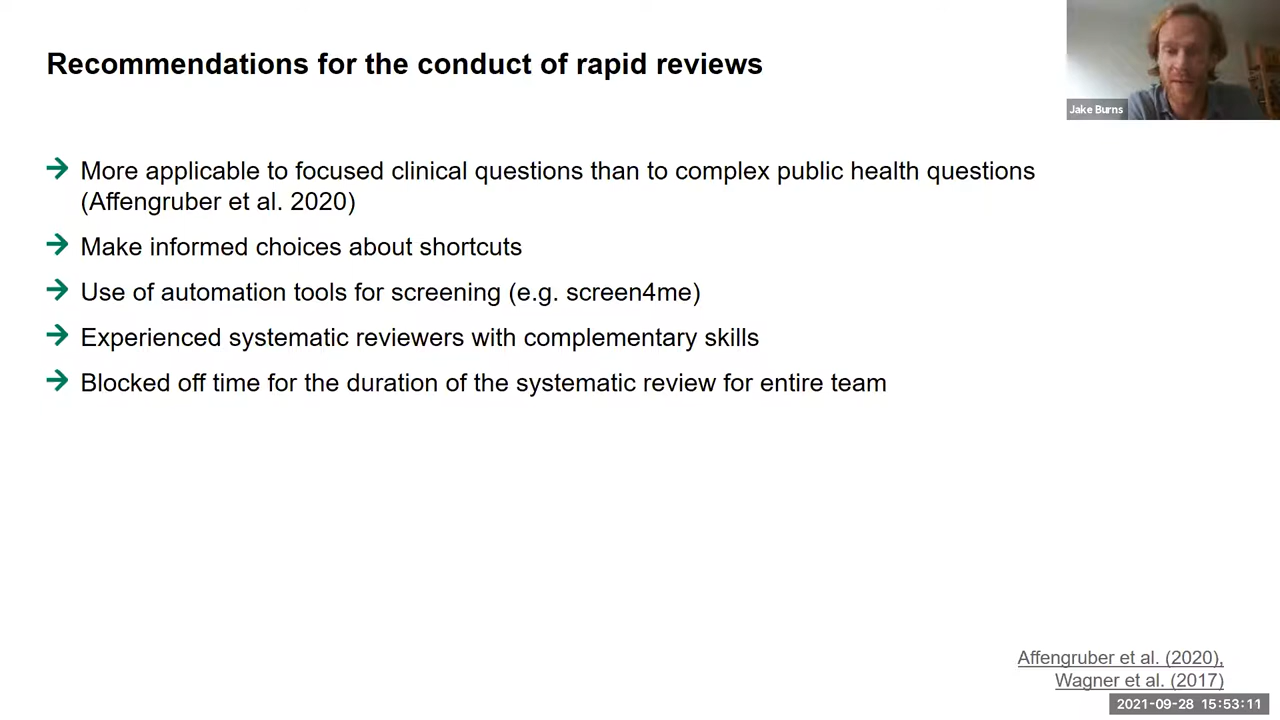 Recommendations for the conduct of rapid reviews
Jake Burns
→ More applicable to focused clinical questions than to complex public health questions
(Affengruber et al. 2020)
→ Make informed choices about shortcuts
→ Use of automation tools for screening (e.g. screen4me)
→ Experienced systematic reviewers with complementary skills
→ Blocked off time for the duration of the systematic review for entire team
Affengruber et al. (2020),
Wagner et al. (2017)
2021-09-28 15:53:11